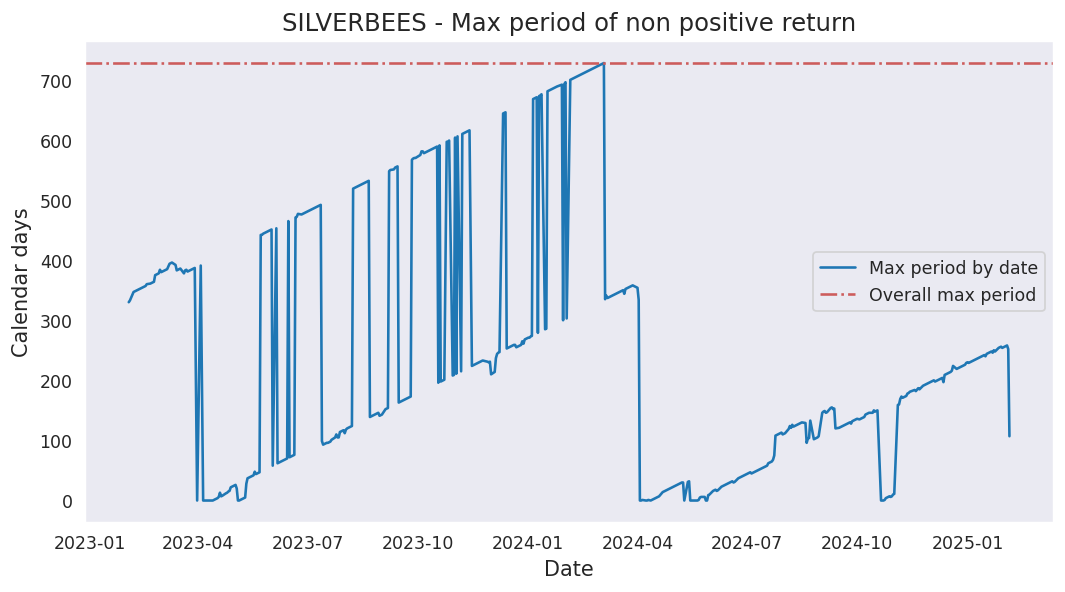 SILVERBEES - Max period of non positive return
Calendar days
700
600
500
400
300
200
100
0
Max period by date
Overall max period
2023-01 2023-04 2023-07 2023-10 2024-01 2024-04 2024-07 2024-10 2025-01
Date